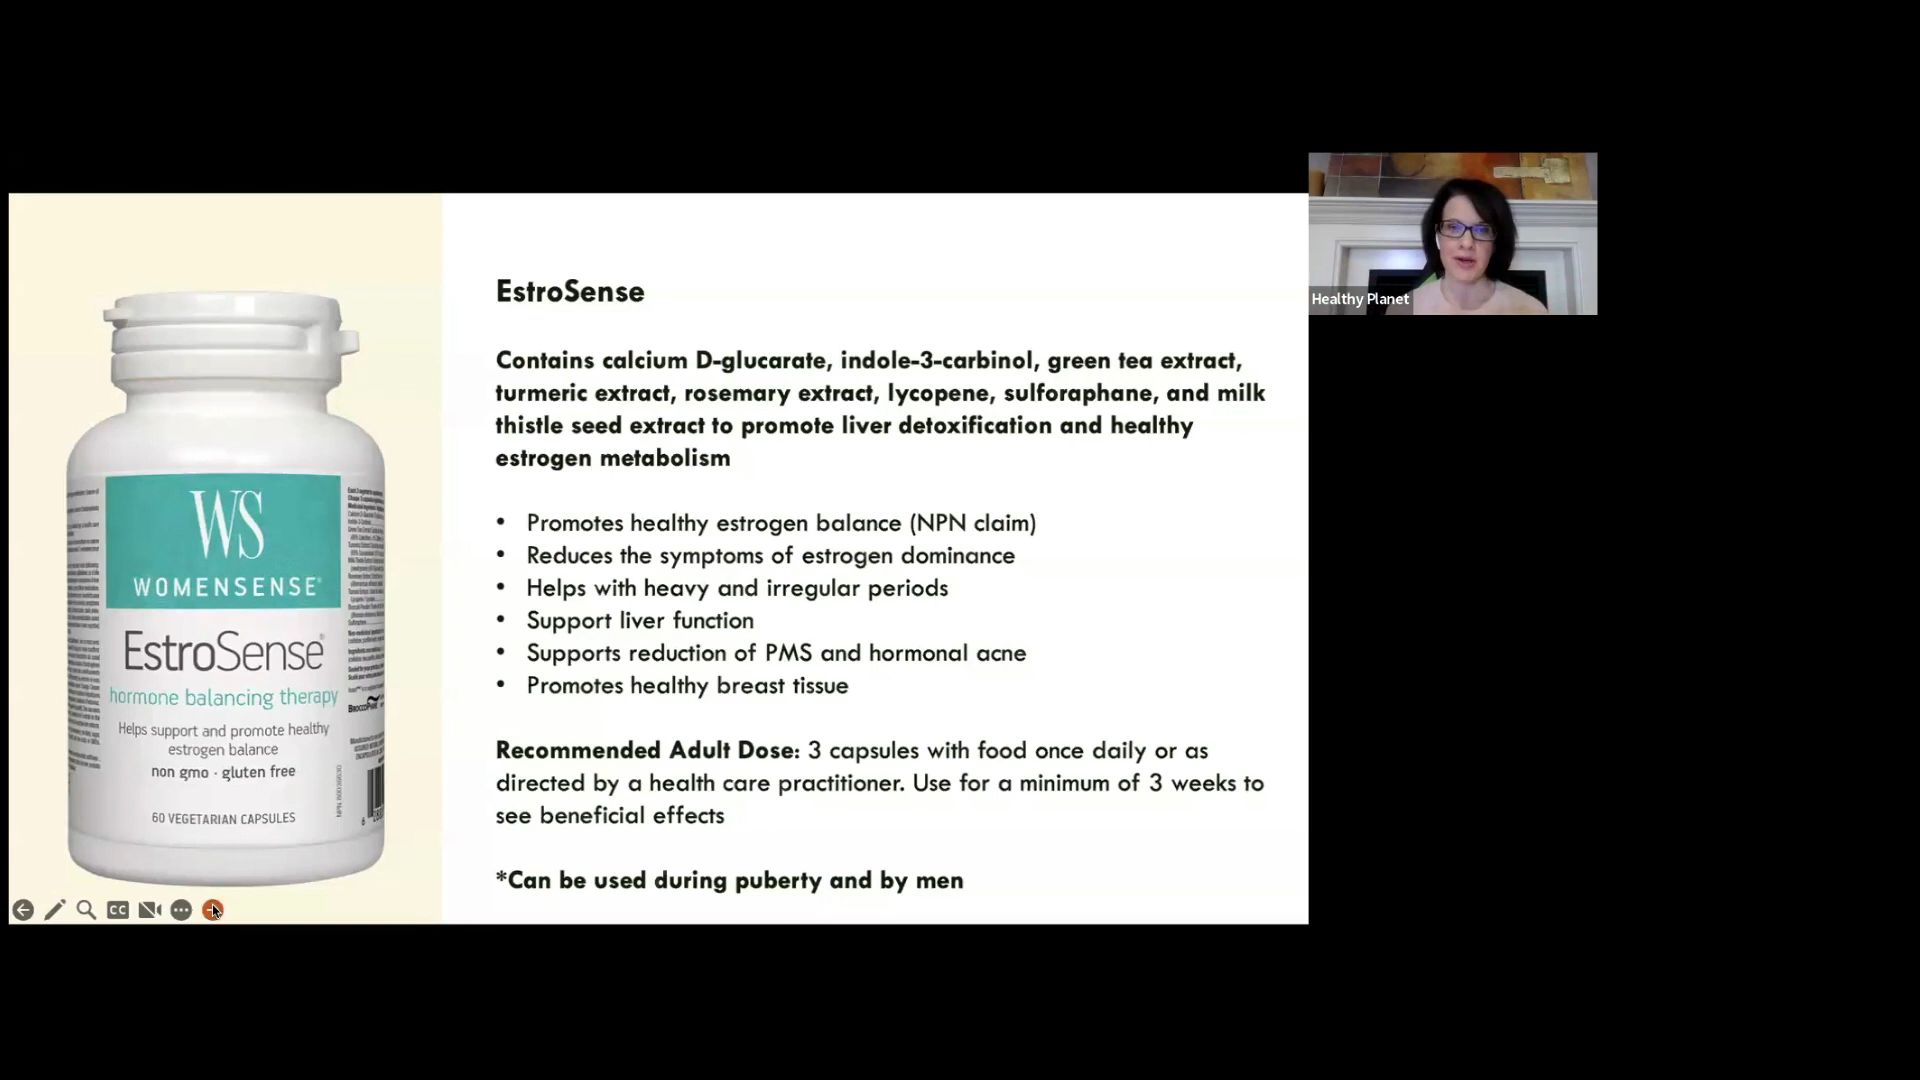 EstroSense
Contains calcium D-glucarate, indole-3-carbinol, green tea extract,
turmeric extract, rosemary extract, lycopene, sulforaphane, and milk
thistle seed extract to promote liver detoxification and healthy
estrogen metabolism
• Promotes healthy estrogen balance (NPN claim)
• Reduces the symptoms of estrogen dominance
• Helps with heavy and irregular periods
• Support liver function
• Supports reduction of PMS and hormonal acne
• Promotes healthy breast tissue
Recommended Adult Dose: 3 capsules with food once daily or as
directed by a health care practitioner. Use for a minimum of 3 weeks to
see beneficial effects
*Can be used during puberty and by men
WS
WOMENSENSE®
EstroSense®
hormone balancing therapy
Helps support and promote healthy
estrogen balance
non gmo · gluten free
60 VEGETARIAN CAPSULES
CC
Healthy Planet